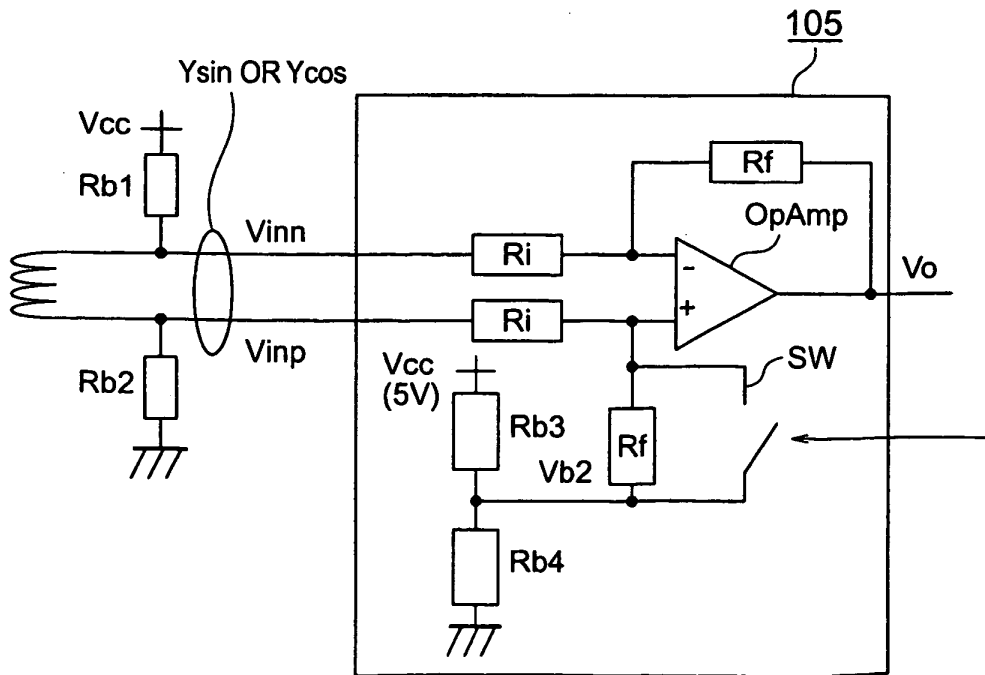 105
Ysin OR Ycos
Vcc
Rb1
Rf
OpAmp
Vinn
Ri
-
Vo
Ri
+
Vinp
SW
Rb2
Vcc
(5V)
Rb3
Rf
Vb2
Rb4